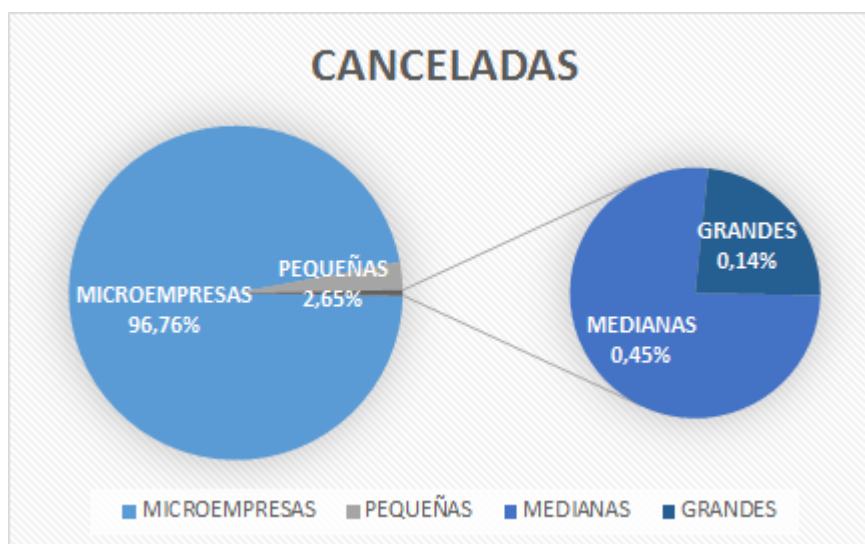 CANCELADAS
MICROEMPRESAS
96,76%
PEQUEÑAS
2,65%
GRANDES
0,14%
MEDIANAS
0,45%
MICROEMPRESAS PEQUEÑAS MEDIANAS GRANDES